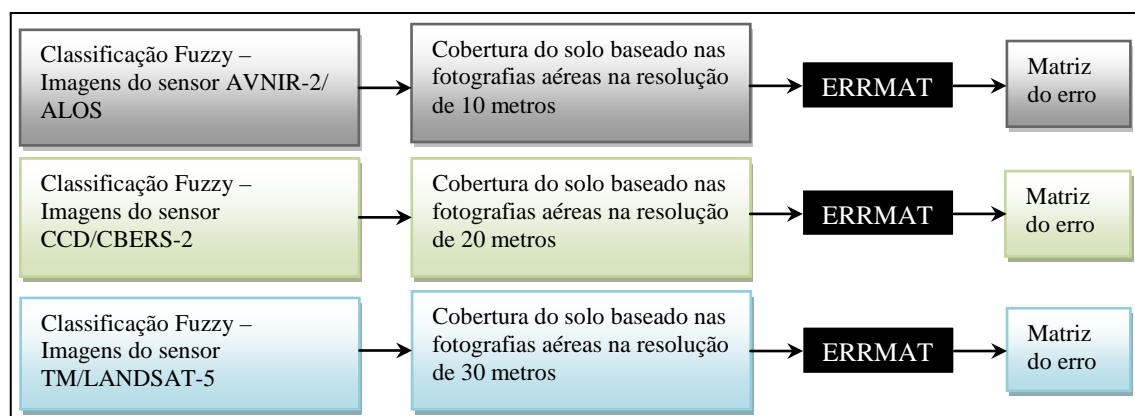 Classificação Fuzzy –
Imagens do sensor AVNIR-2/
ALOS
Cobertura do solo baseado nas
fotografias aéreas na resolução
de 10 metros
ERRMAT
Matriz
do erro
Classificação Fuzzy –
Imagens do sensor
CCD/CBERS-2
Cobertura do solo baseado nas
fotografias aéreas na resolução
de 20 metros
ERRMAT
Matriz
do erro
Classificação Fuzzy –
Imagens do sensor
TM/LANDSAT-5
Cobertura do solo baseado nas
fotografias aéreas na resolução
de 30 metros
ERRMAT
Matriz
do erro